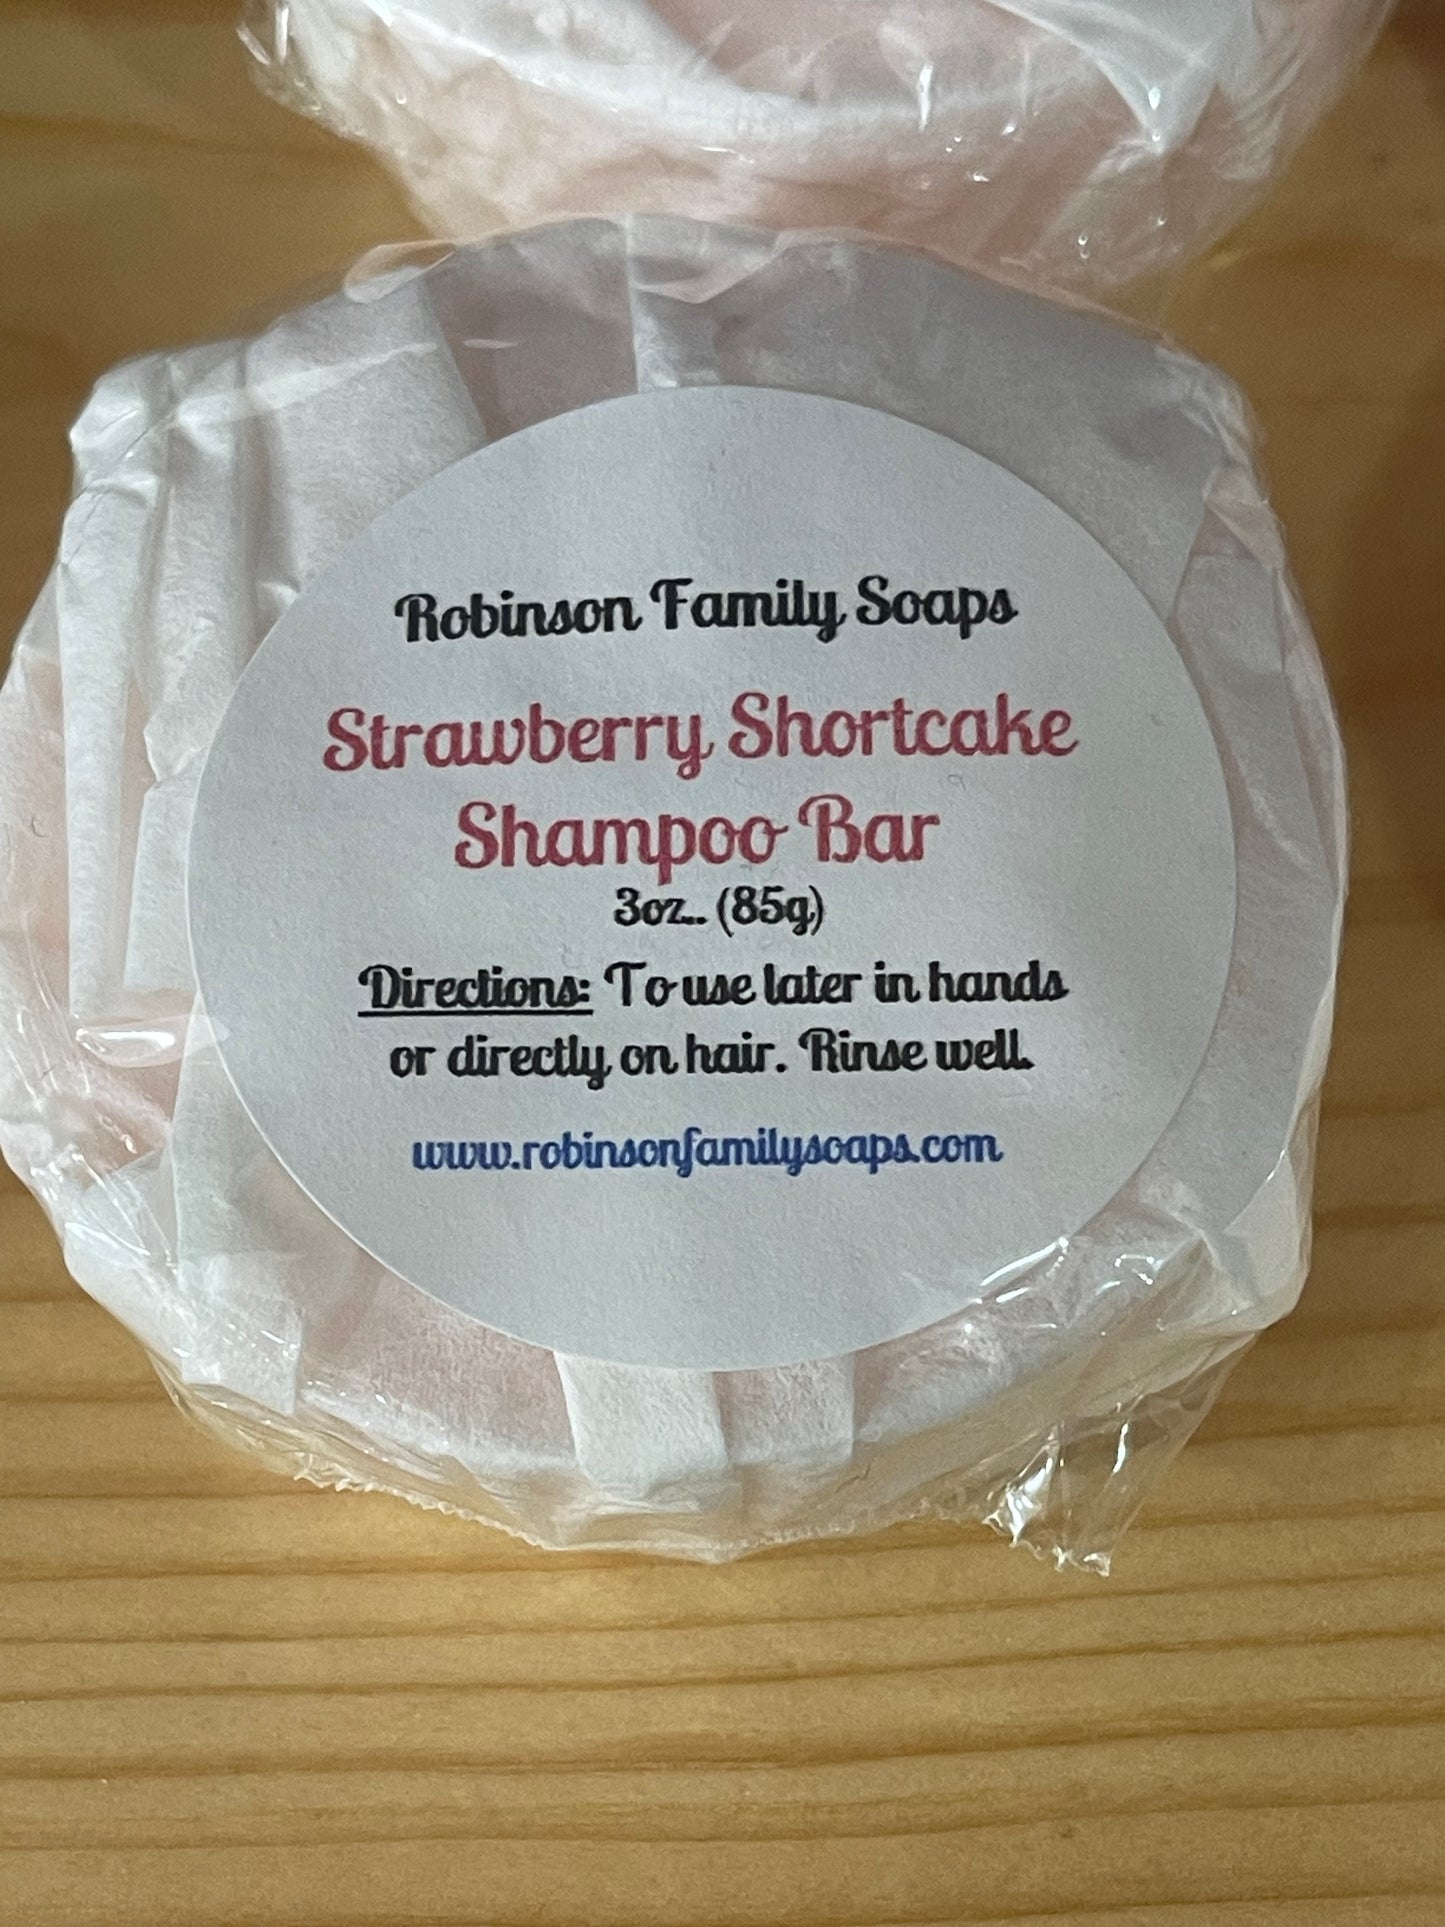 Robinson Family Soaps
Strawberry Shortcake
Shampoo Bar
3oz.. (85g)
Directions: To use later in hands
or directly on hair. Rinse well.
www.robinsonfamilysoaps.com